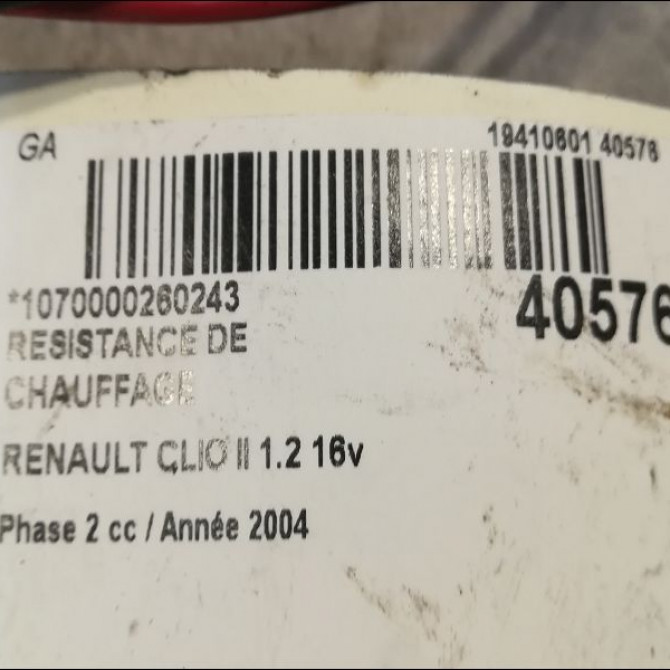 GA
19410601 40576
*1070000260243
40576
RESISTANCE DE
CHAUFFAGE
RENAULT CLIO II 1.2 16v
Phase 2 cc / Année 2004